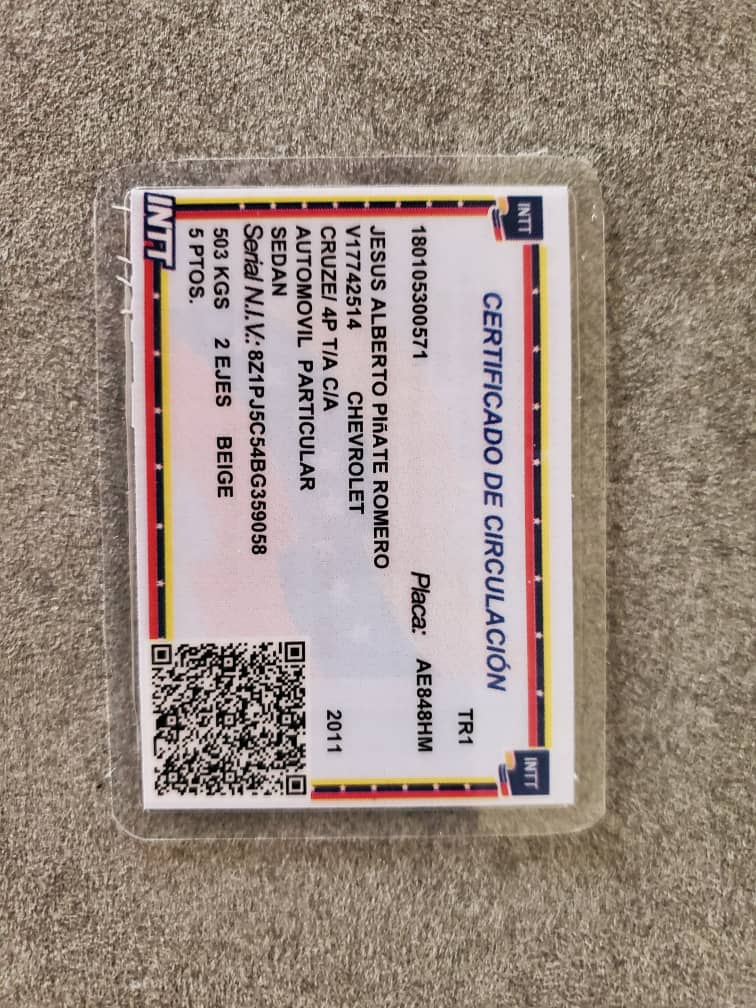 INTT
INTT
CERTIFICADO DE CIRCULACIÓN
TR1
180105300571 Placa: AE848HM
JESUS ALBERTO PIñATE ROMERO
V17742514 CHEVROLET
CRUZE/ 4P T/A C/A 2011
AUTOMOVIL PARTICULAR
SEDAN
Serial N.I.V.: 8Z1PJ5C54BG359058
503 KGS 2 EJES BEIGE
5 PTOS.
INTT